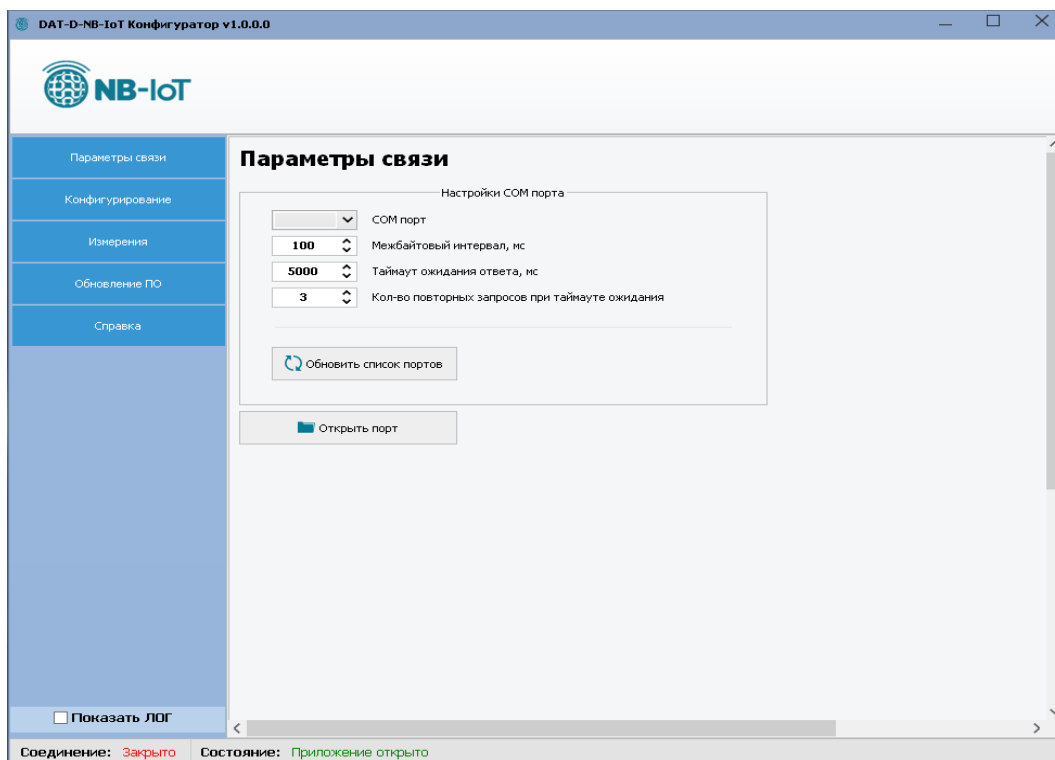 DAT-D-NB-IoT Конфигуратор v1.0.0.0
NB-IoT
Параметры связи
Конфигурирование
Измерения
Обновление ПО
Справка
Параметры связи
Настройки COM порта
COM порт
100 Межбайтовый интервал, мс
5000 Таймаут ожидания ответа, мс
3 Кол-во повторных запросов при таймауте ожидания
Обновить список портов
Открыть порт
Показать ЛОГ
Соединение: Закрыто Состояние: Приложение открыто